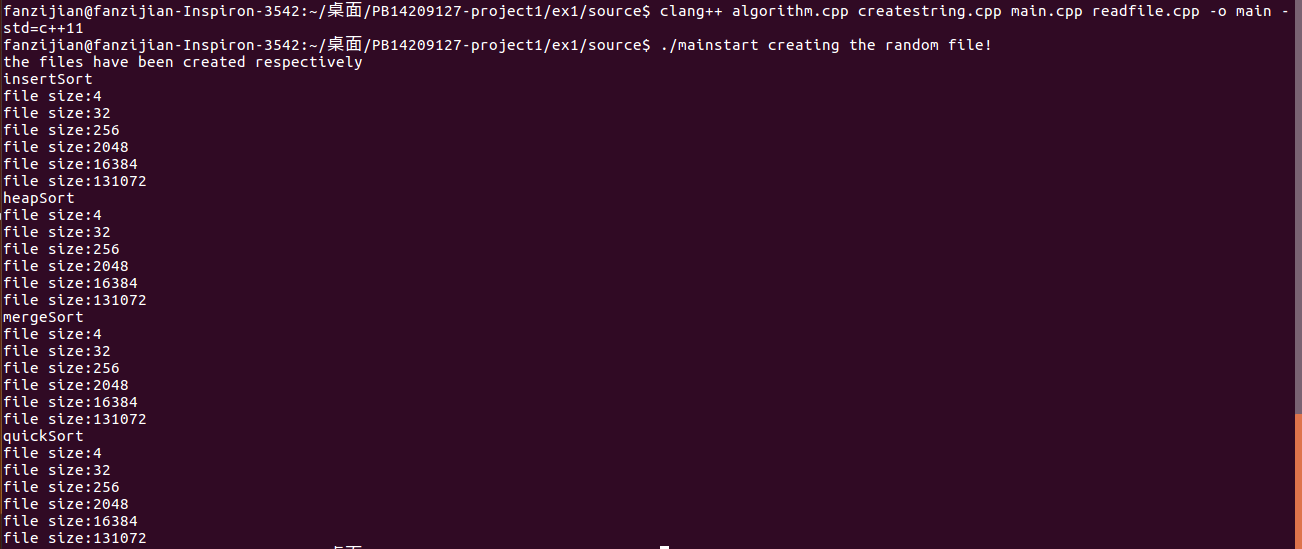 fanzijian@fanzijian-Inspiron-3542:~/桌面/PB14209127-project1/ex1/source$ clang++ algorithm.cpp createstring.cpp main.cpp readfile.cpp -o main -
std=c++11
fanzijian@fanzijian-Inspiron-3542:~/桌面/PB14209127-project1/ex1/source$ ./mainstart creating the random file!
the files have been created respectively
insertSort
file size:4
file size:32
file size:256
file size:2048
file size:16384
file size:131072
heapSort
file size:4
file size:32
file size:256
file size:2048
file size:16384
file size:131072
mergeSort
file size:4
file size:32
file size:256
file size:2048
file size:16384
file size:131072
quickSort
file size:4
file size:32
file size:256
file size:2048
file size:16384
file size:131072